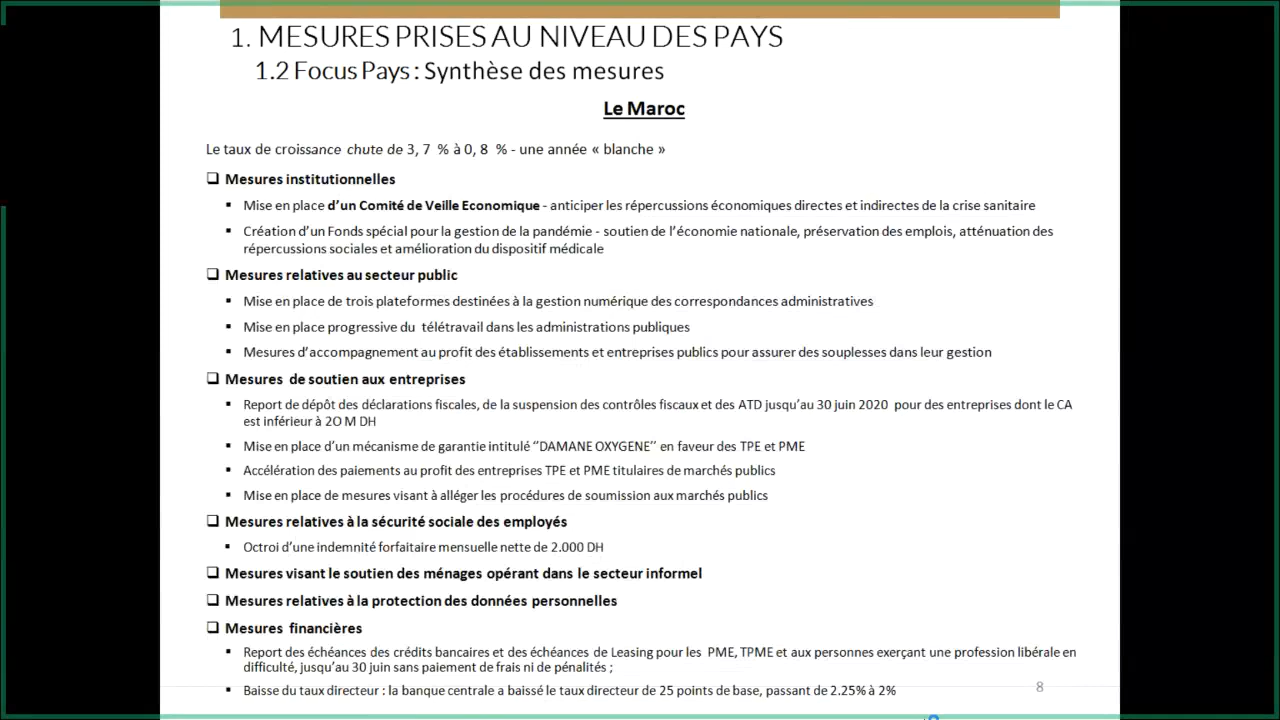 1. MESURES PRISES AU NIVEAU DES PAYS
1.2 Focus Pays : Synthèse des mesures
Le Maroc
Le taux de croissance chute de 3, 7 % à 0, 8 % - une année « blanche »
❑ Mesures institutionnelles
▪ Mise en place d’un Comité de Veille Economique - anticiper les répercussions économiques directes et indirectes de la crise sanitaire
▪ Création d’un Fonds spécial pour la gestion de la pandémie - soutien de l’économie nationale, préservation des emplois, atténuation des
répercussions sociales et amélioration du dispositif médicale
❑ Mesures relatives au secteur public
▪ Mise en place de trois plateformes destinées à la gestion numérique des correspondances administratives
▪ Mise en place progressive du télétravail dans les administrations publiques
▪ Mesures d’accompagnement au profit des établissements et entreprises publics pour assurer des souplesses dans leur gestion
❑ Mesures de soutien aux entreprises
▪ Report de dépôt des déclarations fiscales, de la suspension des contrôles fiscaux et des ATD jusqu’au 30 juin 2020 pour des entreprises dont le CA
est inférieur à 2O M DH
▪ Mise en place d’un mécanisme de garantie intitulé ‘’DAMANE OXYGENE’’ en faveur des TPE et PME
▪ Accélération des paiements au profit des entreprises TPE et PME titulaires de marchés publics
▪ Mise en place de mesures visant à alléger les procédures de soumission aux marchés publics
❑ Mesures relatives à la sécurité sociale des employés
▪ Octroi d’une indemnité forfaitaire mensuelle nette de 2.000 DH
❑ Mesures visant le soutien des ménages opérant dans le secteur informel
❑ Mesures relatives à la protection des données personnelles
❑ Mesures financières
▪ Report des échéances des crédits bancaires et des échéances de Leasing pour les PME, TPME et aux personnes exerçant une profession libérale en
difficulté, jusqu’au 30 juin sans paiement de frais ni de pénalités ;
▪ Baisse du taux directeur : la banque centrale a baissé le taux directeur de 25 points de base, passant de 2.25% à 2%
8